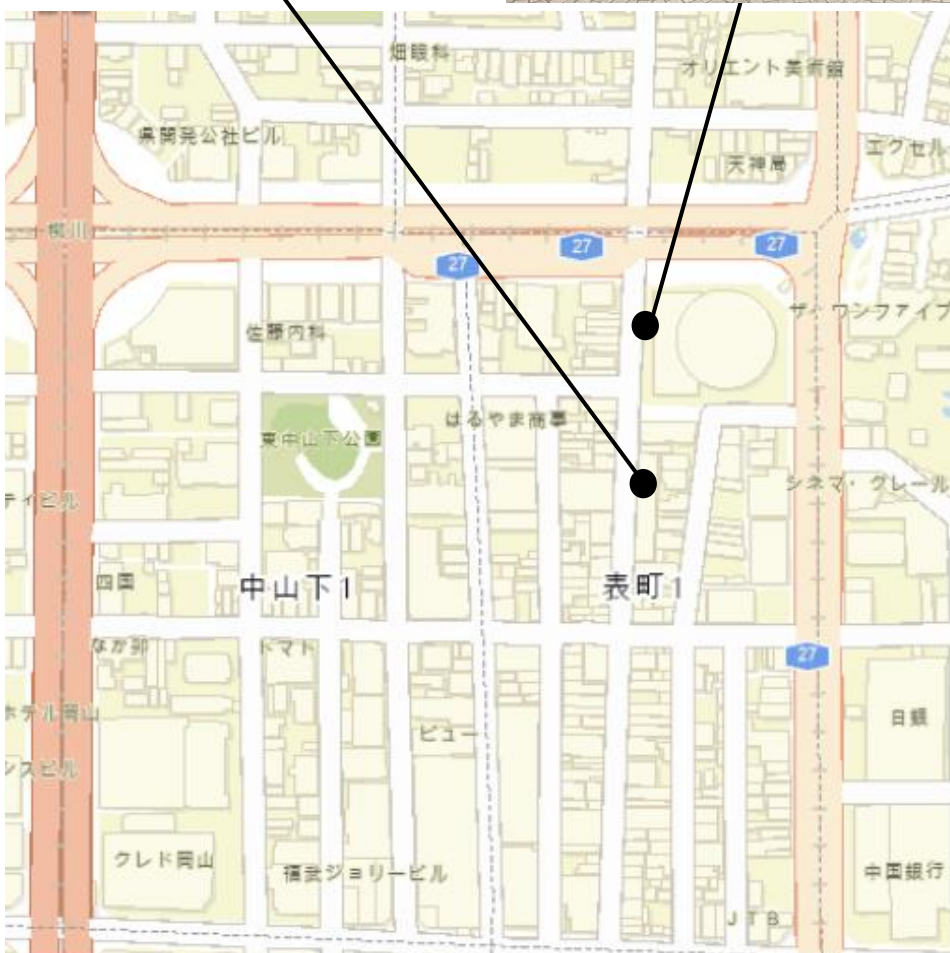 畑眼科
オリエント美術館
県開発公社ビル
天神局
エクセル
柳川
27
27
27
佐藤内科
ザ・ワンファイブ
はるやま商事
東中山下公園
シネマ・クレール
ティビル
四国
中山下1
表町1
なか卯
トマト
27
ホテル岡山
日銀
ビュー
ンスビル
クレド岡山
福武ジョリービル
中国銀行
JTB